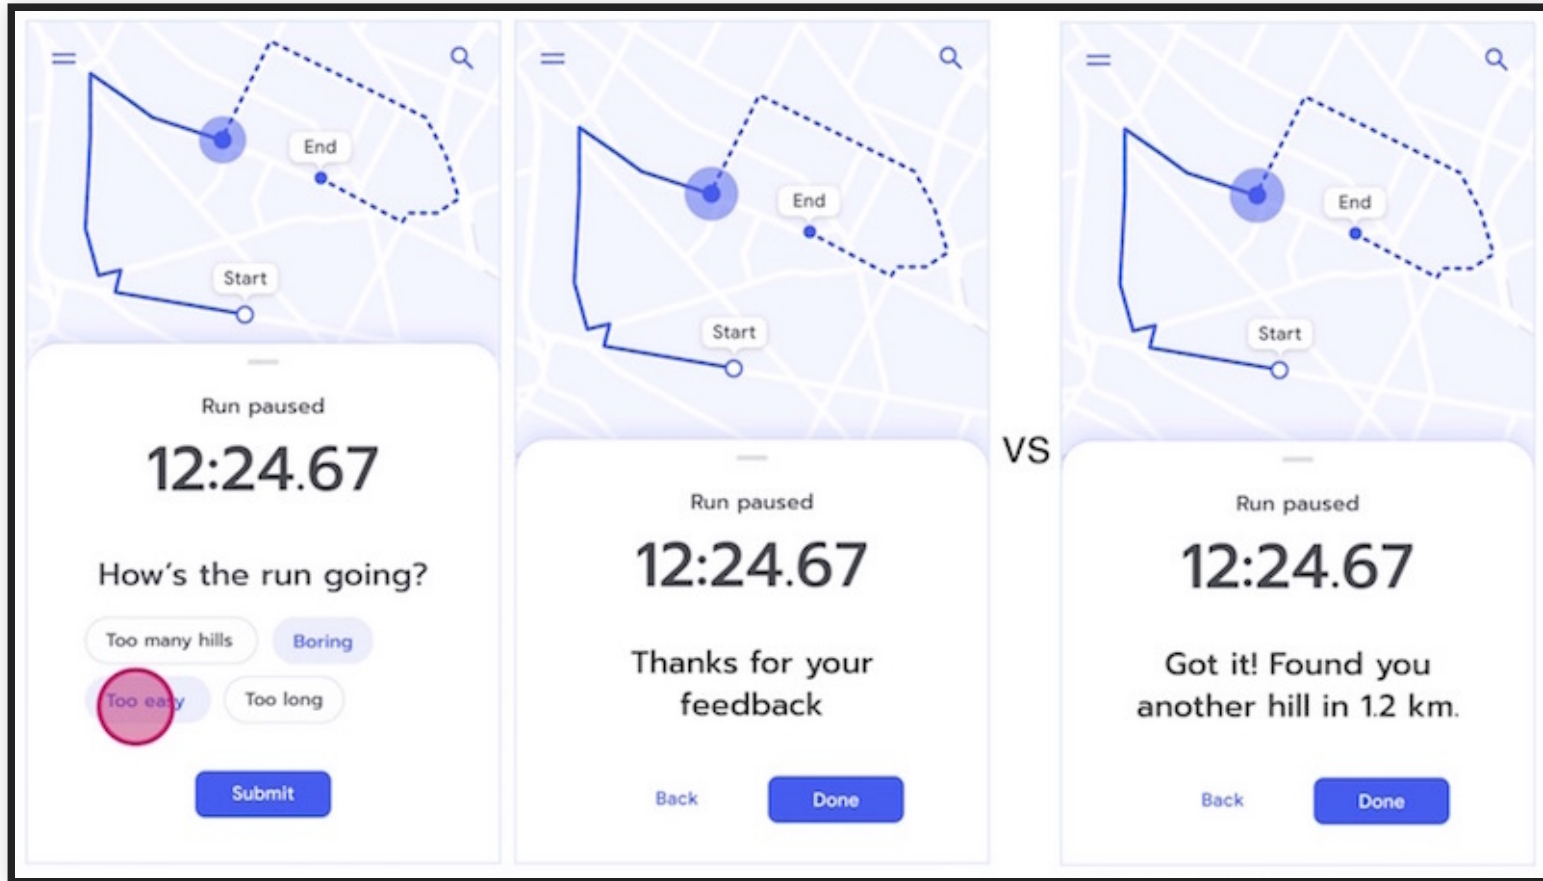 End
Start
Run paused
12:24.67
How's the run going?
Too many hills
Boring
Too easy
Too long
Submit
End
Start
Run paused
12:24.67
Thanks for your
feedback
Back
Done
VS
End
Start
Run paused
12:24.67
Got it! Found you
another hill in 1.2 km.
Back
Done